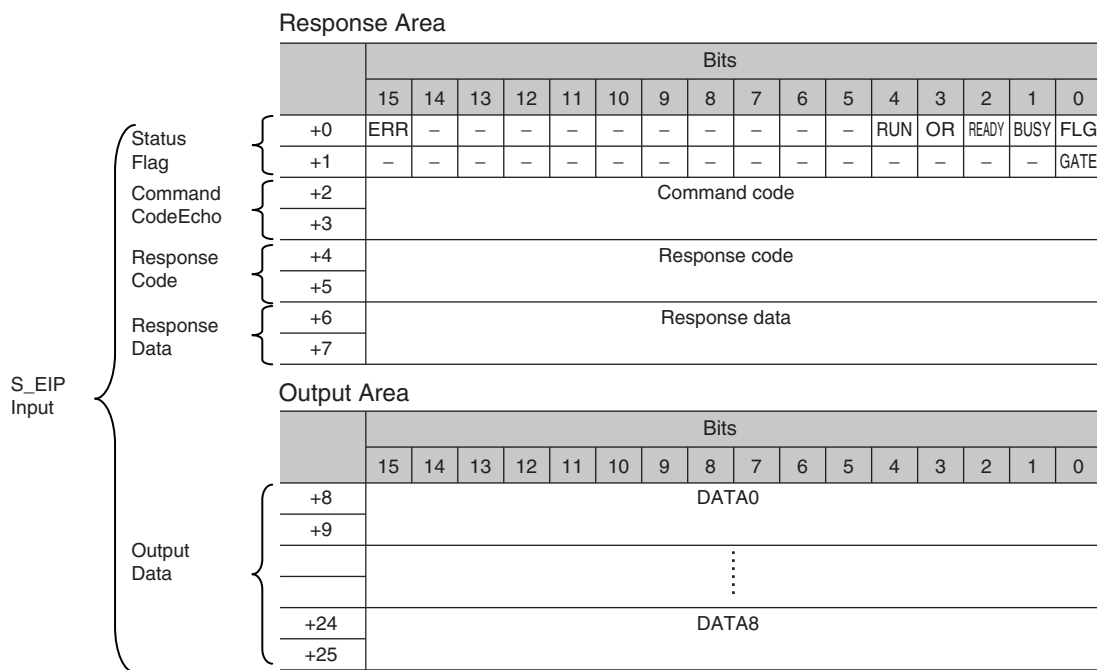 Response Area
Bits
15 14 13 12 11 10 9 8 7 6 5 4 3 2 1 0
Status Flag
+0 ERR – – – – – – – – – – RUN OR READY BUSY FLG
+1 – – – – – – – – – – – – – – – GATE
Command CodeEcho
+2 Command code
+3
Response Code
+4 Response code
+5
Response Data
+6 Response data
+7
S_EIP Input
Output Area
Bits
15 14 13 12 11 10 9 8 7 6 5 4 3 2 1 0
Output Data
+8 DATA0
+9
+24 DATA8
+25